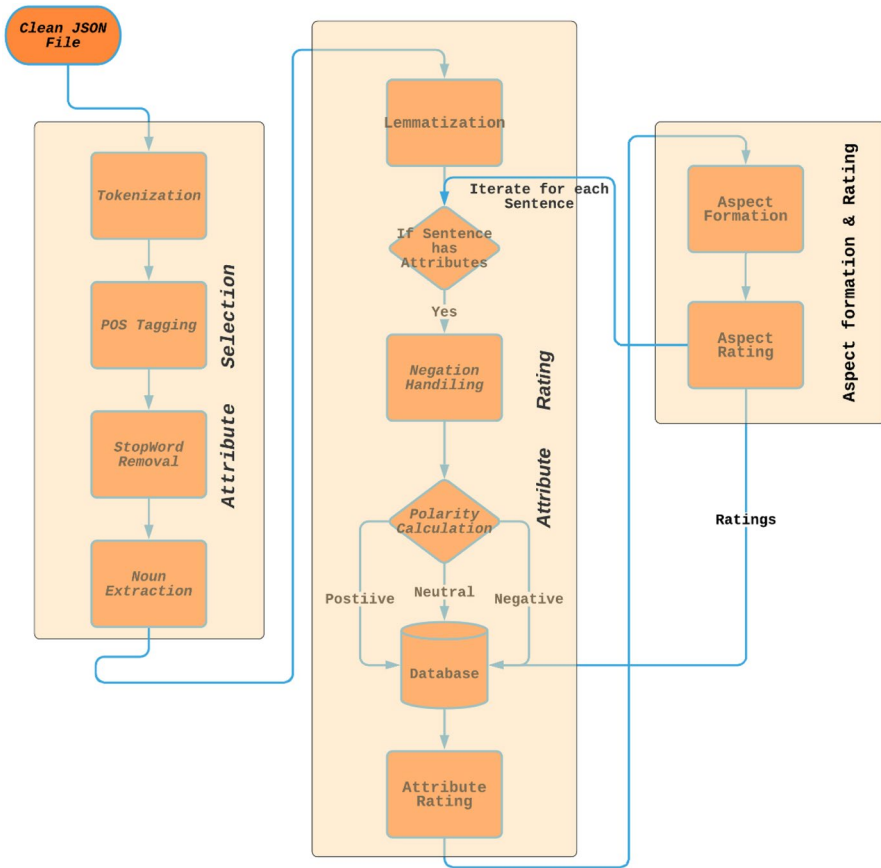 Clean JSON
File
Tokenization
POS Tagging
StopWord
Removal
Noun
Extraction
Attribute Selection
Lemmatization
Iterate for each
Sentence
If Sentence
has
Attributes
Yes
Negation
Handiling
Polarity
Calculation
Postiive
Neutral
Negative
Database
Attribute
Rating
Attribute Rating
Aspect
Formation
Aspect
Rating
Aspect formation & Rating
Ratings